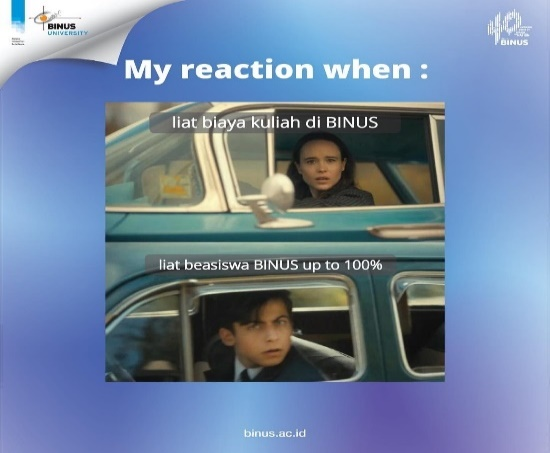 BINUS
UNIVERSITY
BINUS
My reaction when :
liat biaya kuliah di BINUS
liat beasiswa BINUS up to 100%
binus.ac.id